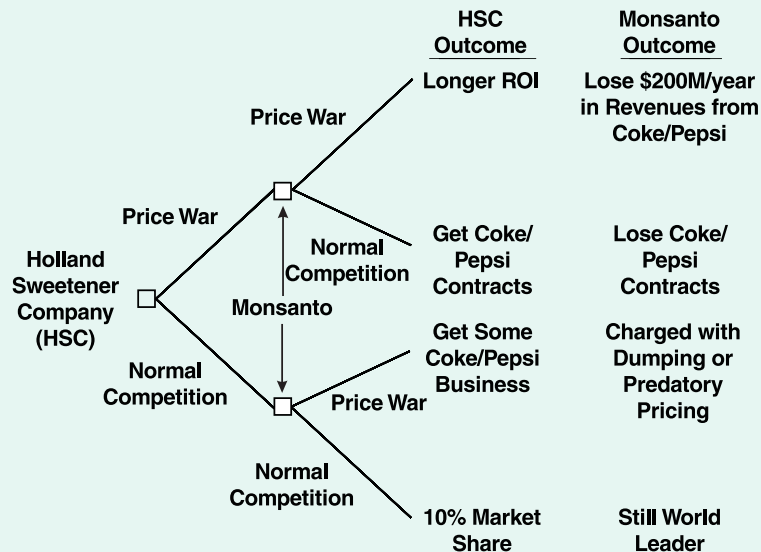 HSC
Outcome
Monsanto
Outcome
Longer ROI
Lose $200M/year
in Revenues from
Coke/Pepsi
Price War
Price War
Normal
Competition
Get Coke/
Pepsi
Contracts
Lose Coke/
Pepsi
Contracts
Holland
Sweetener
Company
(HSC)
Monsanto
Get Some
Coke/Pepsi
Business
Charged with
Dumping or
Predatory
Pricing
Normal
Competition
Price War
Normal
Competition
10% Market
Share
Still World
Leader